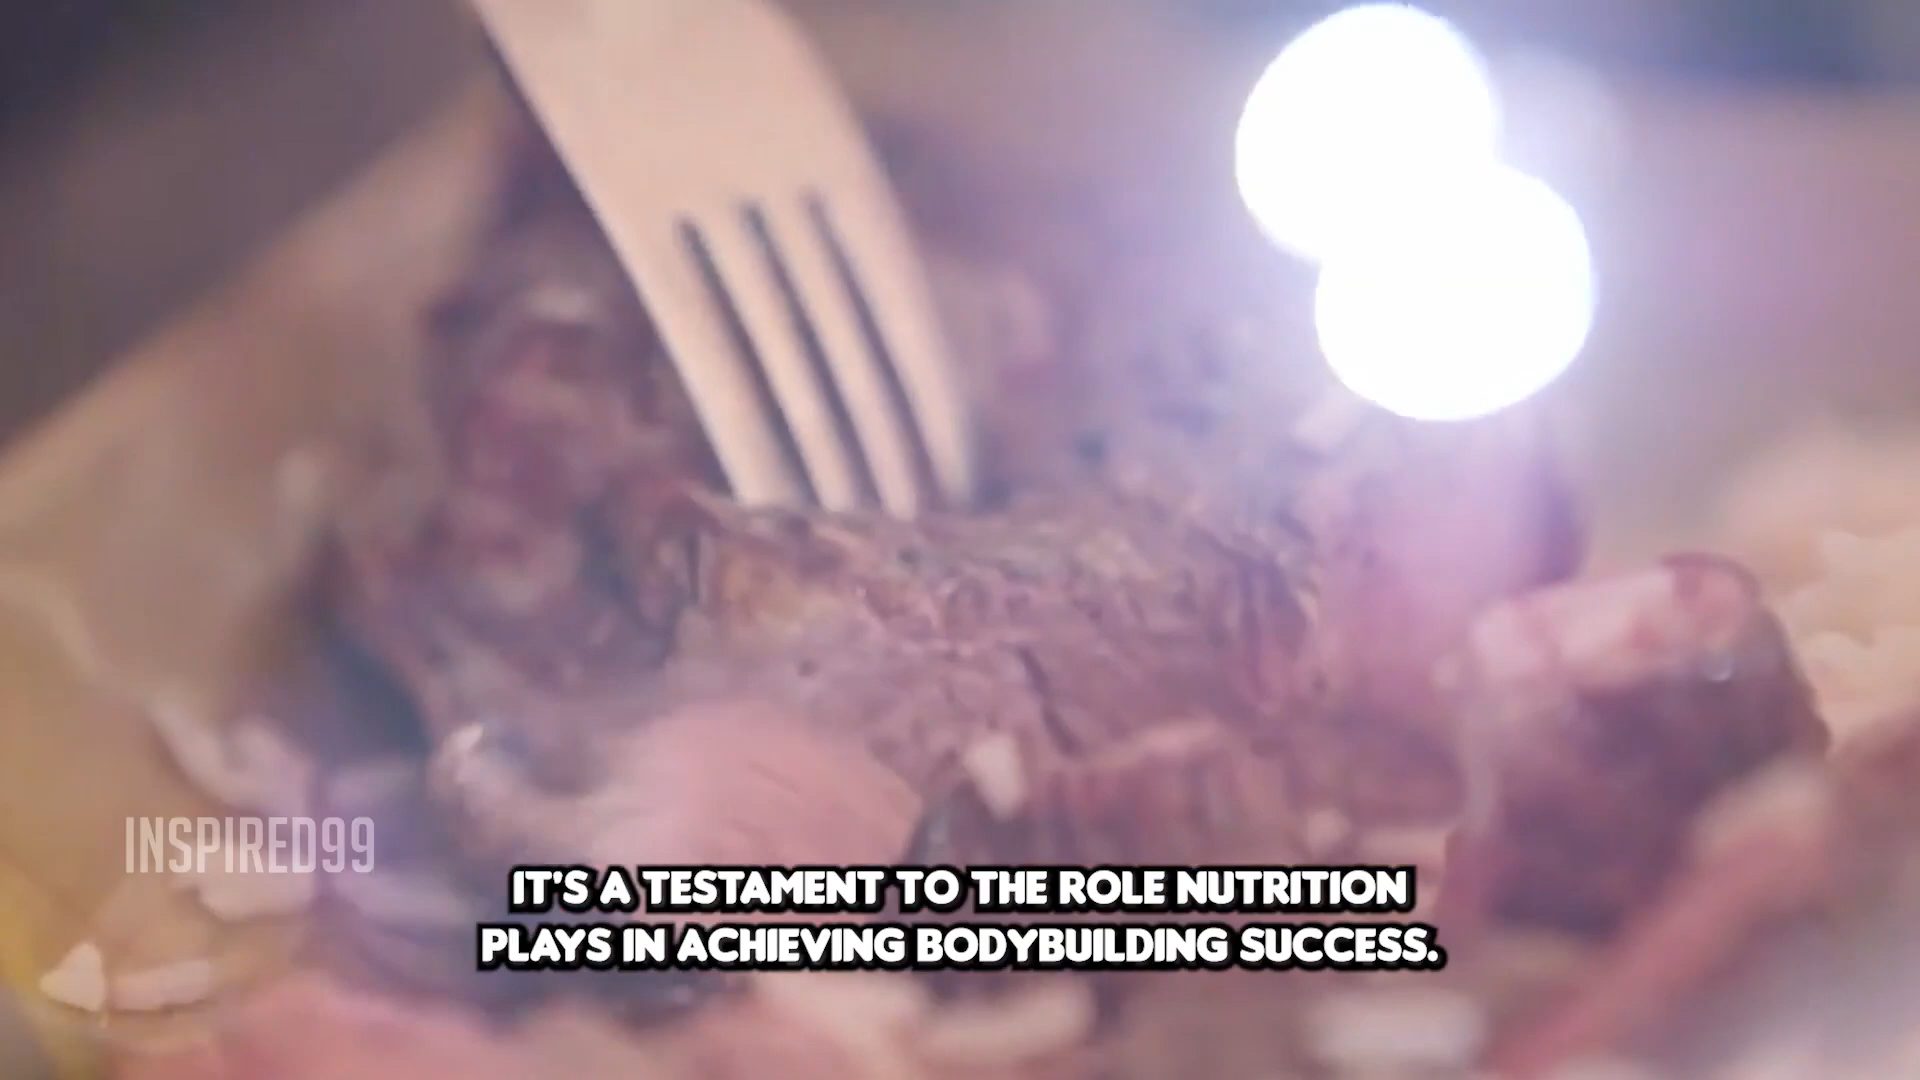 INSPIRED99
IT'S A TESTAMENT TO THE ROLE NUTRITION
PLAYS IN ACHIEVING BODYBUILDING SUCCESS.